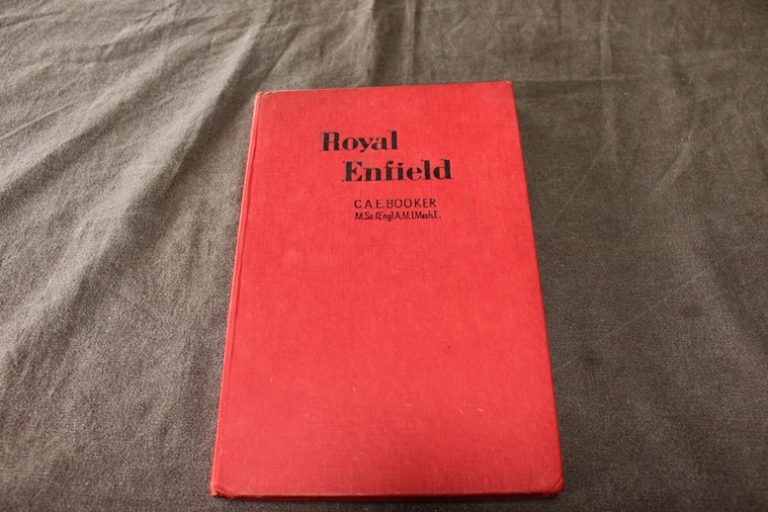 Royal
Enfield
C.A.E. BOOKER
M.Sc.(Eng) A.M.I.Mech.E.